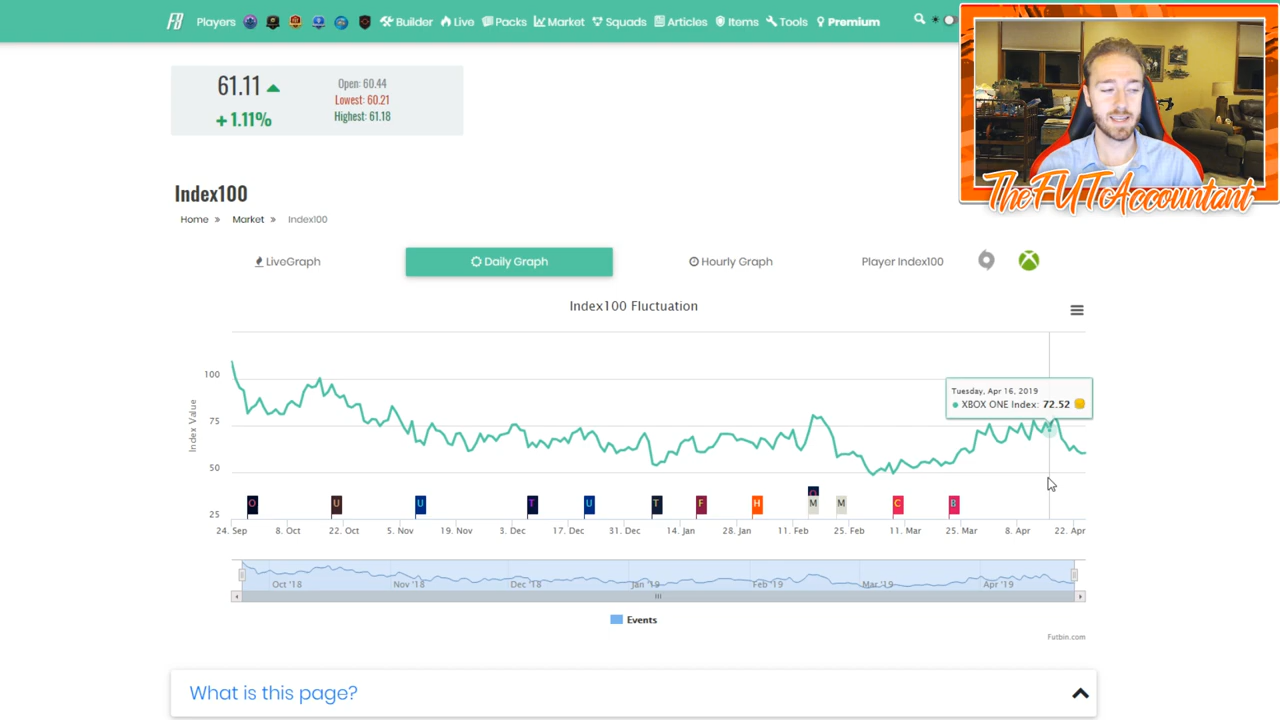 FB Players Builder Live Packs Market Squads Articles Items Tools Premium
61.11
+1.11%
Open: 60.44
Lowest: 60.21
Highest: 61.18
TheFUTAccountant
Index100
Home » Market » Index100
LiveGraph Daily Graph Hourly Graph Player Index100
Index100 Fluctuation
Index Value
100
75
50
25
Tuesday, Apr 16, 2019
XBOX ONE Index: 72.52
O U U T U T F H M M C B
24. Sep 8. Oct 22. Oct 5. Nov 19. Nov 3. Dec 17. Dec 31. Dec 14. Jan 28. Jan 11. Feb 25. Feb 11. Mar 25. Mar 8. Apr 22. Apr
Oct '18 Nov '18 Dec '18 Jan '19 Feb '19 Mar '19 Apr '19
Events
Futbin.com
What is this page?